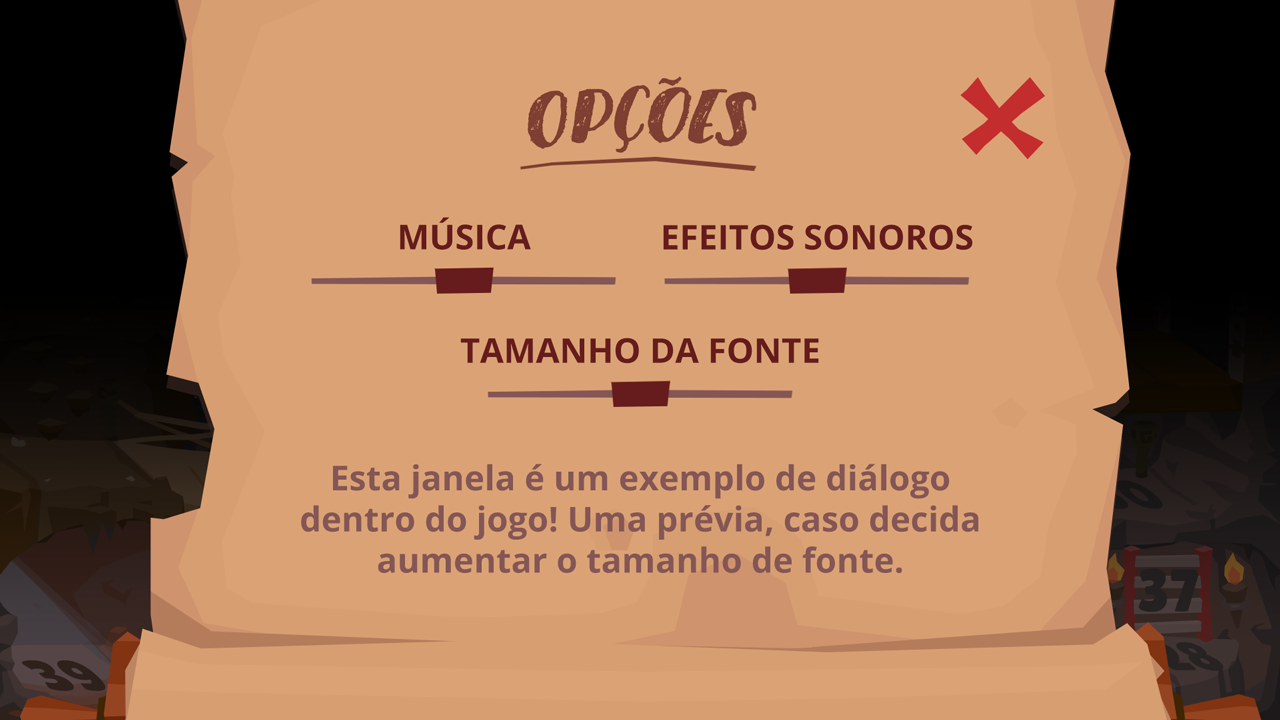 OPÇÕES
MÚSICA
EFEITOS SONOROS
TAMANHO DA FONTE
Esta janela é um exemplo de diálogo
dentro do jogo! Uma prévia, caso decida
aumentar o tamanho de fonte.
37
39
28